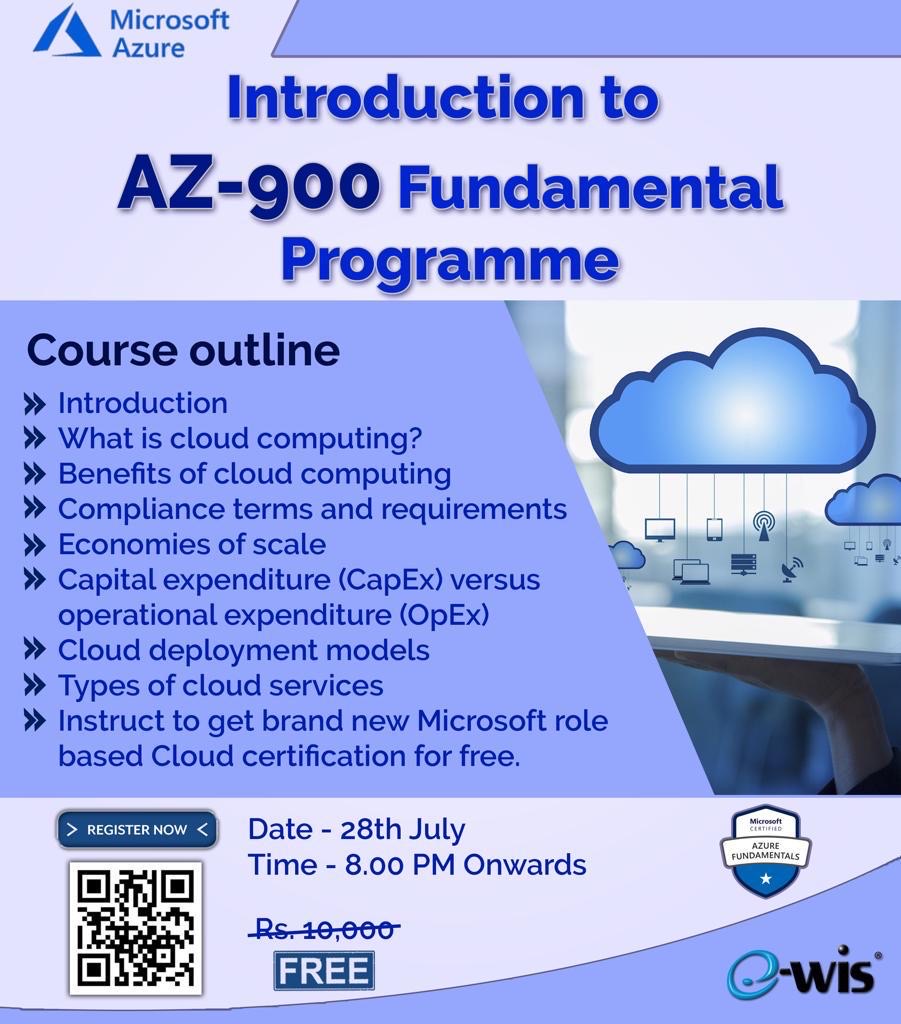 Microsoft
Azure
Introduction to
AZ-900 Fundamental
Programme
Course outline
Introduction
What is cloud computing?
Benefits of cloud computing
Compliance terms and requirements
Economies of scale
Capital expenditure (CapEx) versus
operational expenditure (OpEx)
Cloud deployment models
Types of cloud services
Instruct to get brand new Microsoft role
based Cloud certification for free.
> REGISTER NOW <
Date - 28th July
Time - 8.00 PM Onwards
Rs. 10,000
FREE
Microsoft
CERTIFIED
AZURE
FUNDAMENTALS
e-wis®